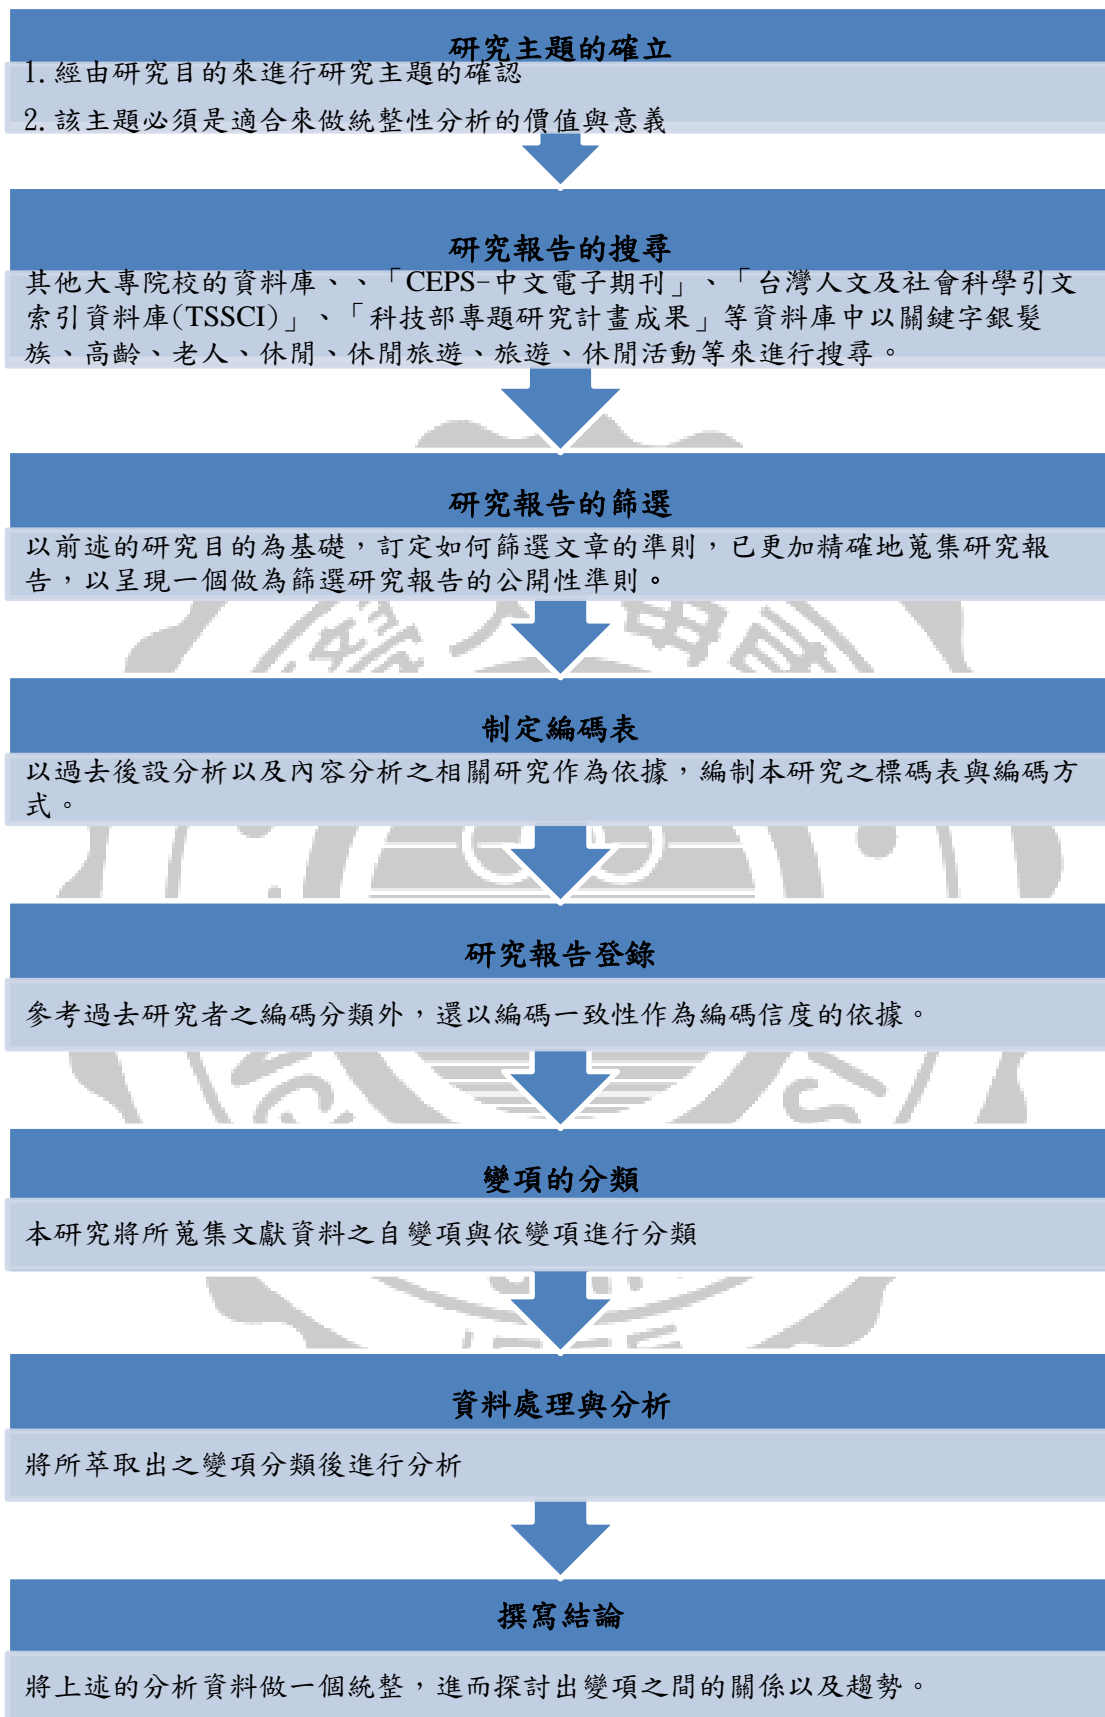 研究主題的確立
1.經由研究目的來進行研究主題的確認
2.該主題必須是適合來做統整性分析的價值與意義
研究報告的搜尋
其他大專院校的資料庫、、「CEPS-中文電子期刊」、「台灣人文及社會科學引文
索引資料庫(TSSCI)」、「科技部專題研究計畫成果」等資料庫中以關鍵字銀髮
族、高齡、老人、休閒、休閒旅遊、旅遊、休閒活動等來進行搜尋。
研究報告的篩選
以前述的研究目的為基礎，訂定如何篩選文章的準則，已更加精確地蒐集研究報
告，以呈現一個做為篩選研究報告的公開性準則。
制定編碼表
以過去後設分析以及內容分析之相關研究作為依據，編制本研究之標碼表與編碼方
式。
研究報告登錄
參考過去研究者之編碼分類外，還以編碼一致性作為編碼信度的依據。
變項的分類
本研究將所蒐集文獻資料之自變項與依變項進行分類
資料處理與分析
將所萃取出之變項分類後進行分析
撰寫結論
將上述的分析資料做一個統整，進而探討出變項之間的關係以及趨勢。